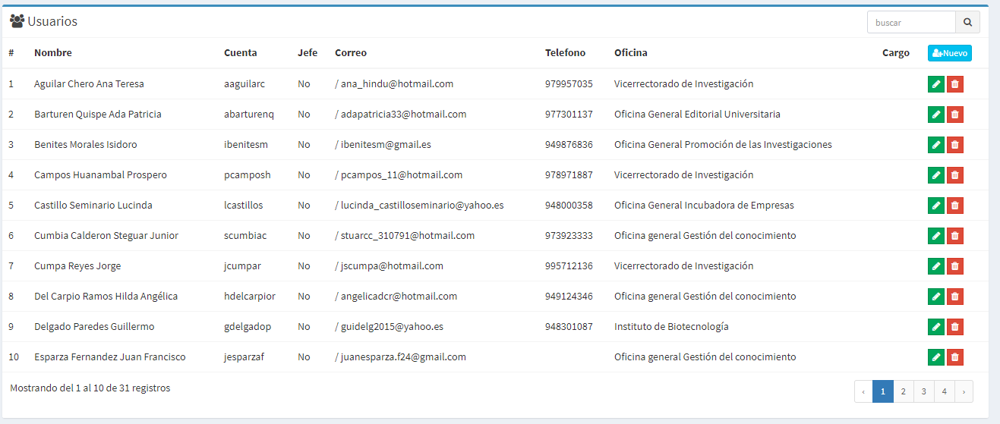 Usuarios
buscar
# Nombre Cuenta Jefe Correo Telefono Oficina Cargo Nuevo
1 Aguilar Chero Ana Teresa aaguilarc No / ana_hindu@hotmail.com 979957035 Vicerrectorado de Investigación
2 Barturen Quispe Ada Patricia abarturenq No / adapatricia33@hotmail.com 977301137 Oficina General Editorial Universitaria
3 Benites Morales Isidoro ibenitesm No / ibenitesm@gmail.es 949876836 Oficina General Promoción de las Investigaciones
4 Campos Huanambal Prospero pcamposh No / pcampos_11@hotmail.com 978971887 Vicerrectorado de Investigación
5 Castillo Seminario Lucinda lcastillos No / lucinda_castilloseminario@yahoo.es 948000358 Oficina General Incubadora de Empresas
6 Cumbia Calderon Steguar Junior scumbiac No / stuarcc_310791@hotmail.com 973923333 Oficina general Gestión del conocimiento
7 Cumpa Reyes Jorge jcumpar No / jscumpa@hotmail.com 995712136 Vicerrectorado de Investigación
8 Del Carpio Ramos Hilda Angélica hdelcarpior No / angelicadcr@hotmail.com 949124346 Oficina general Gestión del conocimiento
9 Delgado Paredes Guillermo gdelgadop No / guidelg2015@yahoo.es 948301087 Instituto de Biotecnología
10 Esparza Fernandez Juan Francisco jesparzaf No / juanesparza.f24@gmail.com Oficina general Gestión del conocimiento
Mostrando del 1 al 10 de 31 registros
‹ 1 2 3 4 ›